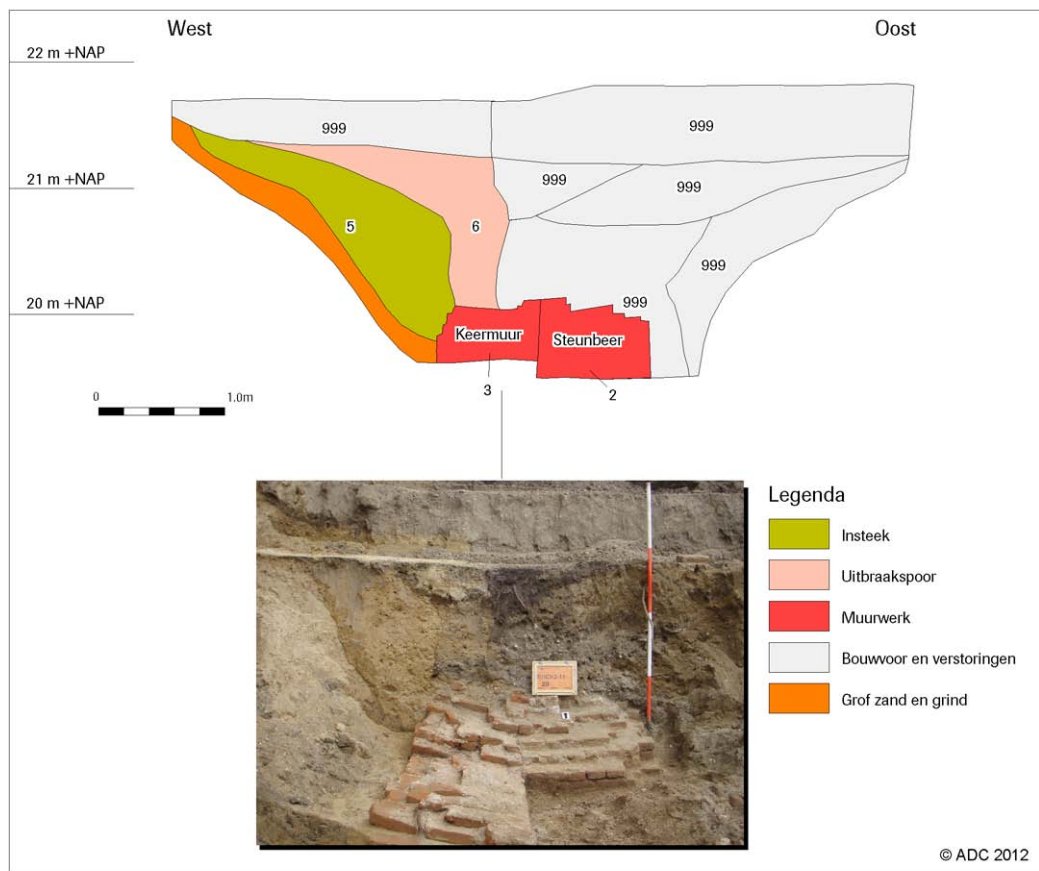 West
Oost
22 m +NAP
999
999
21 m +NAP
999
999
5
6
999
20 m +NAP
999
Keermuur
Steunbeer
0
1.0m
3
2
Legenda
Insteek
Uitbraakspoor
1
Muurwerk
Bouwvoor en verstoringen
Grof zand en grind
© ADC 2012